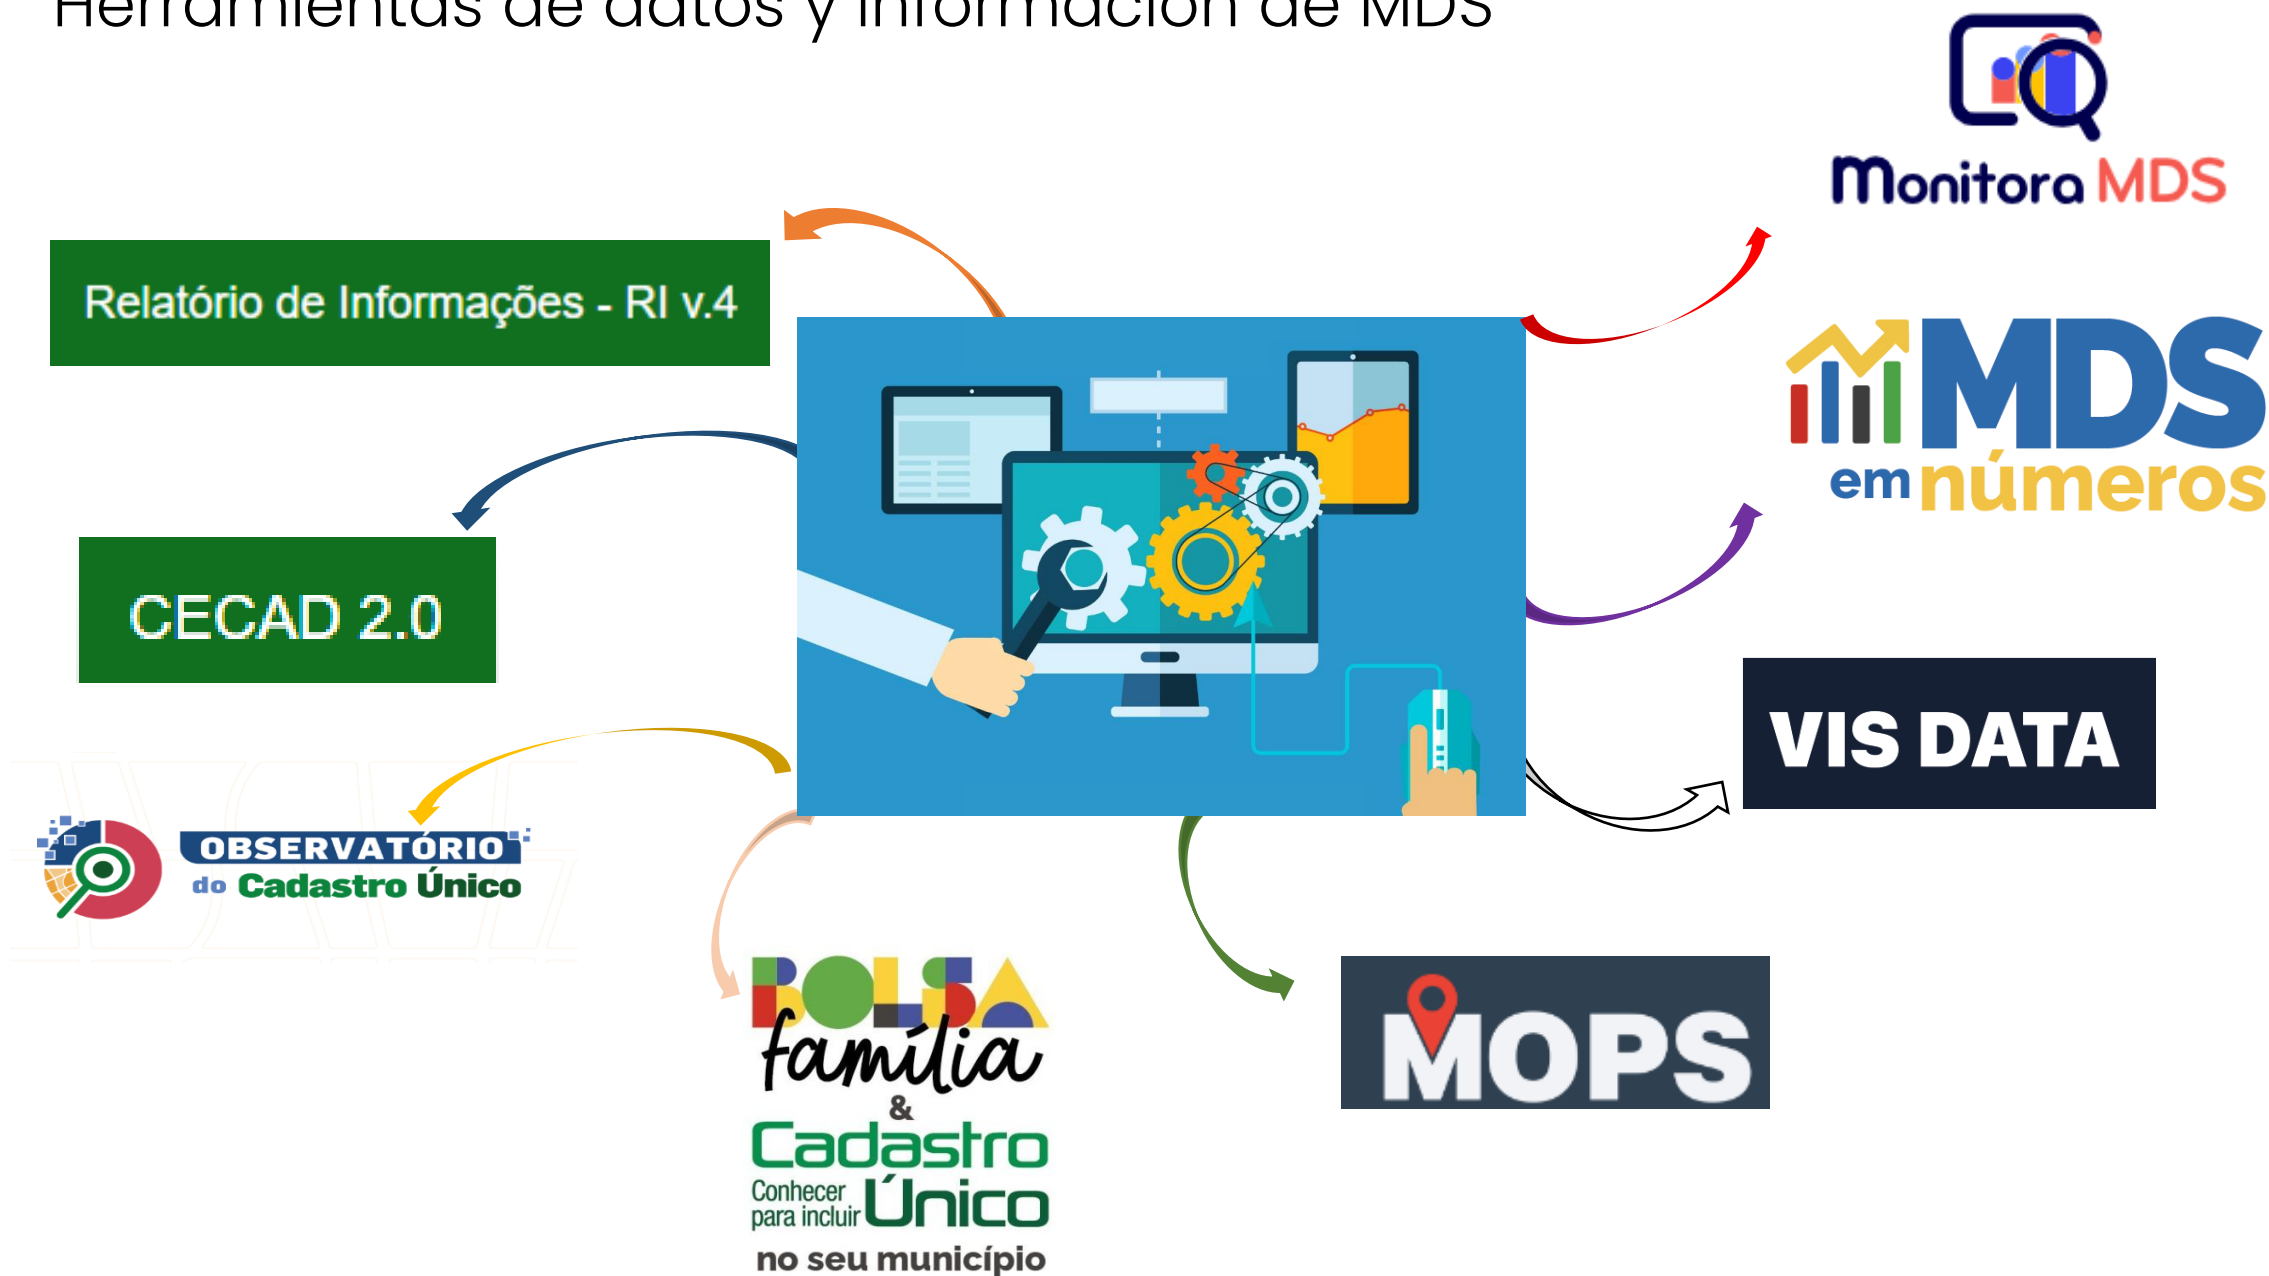 Herramientas de datos y información de MDS
Monitora MDS
Relatório de Informações - RI v.4
MDS
em números
CECAD 2.0
VIS DATA
OBSERVATÓRIO
do Cadastro Único
BOLSA
família
&
Cadastro
Conhecer
para incluir Único
no seu município
MOPS